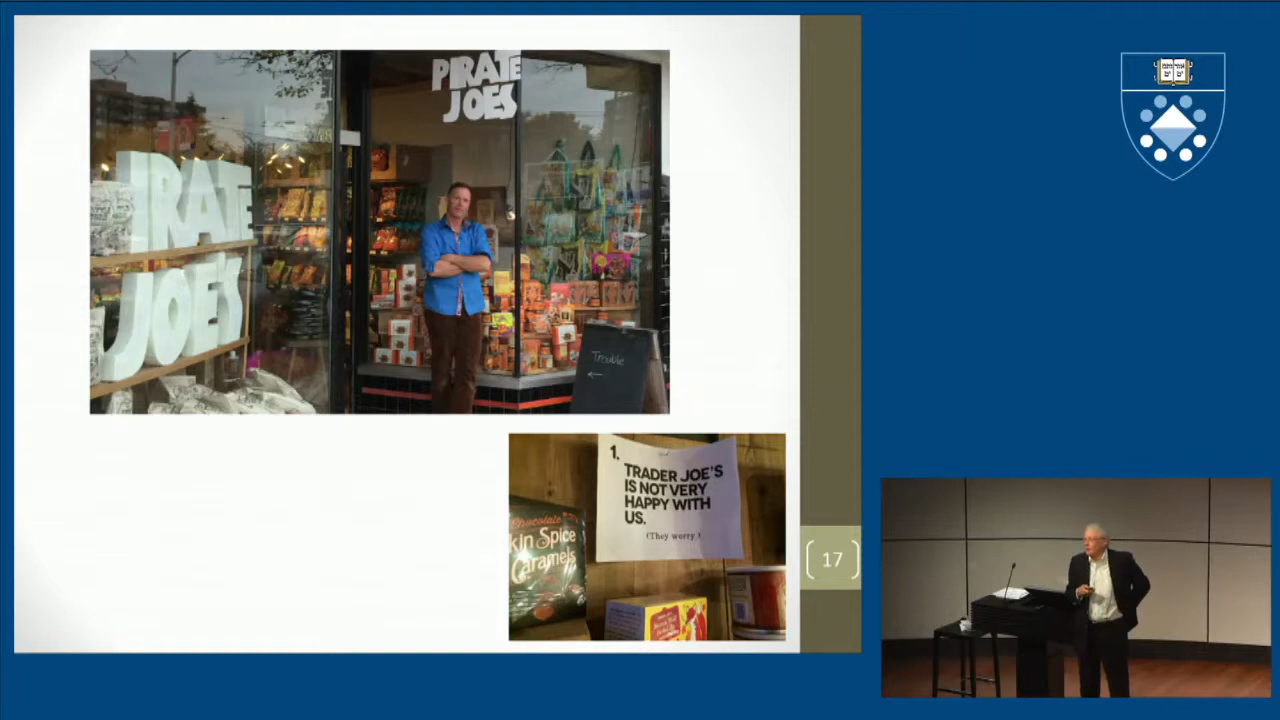 PIRATE
JOES
PIRATE
JOE'S
Trouble
←
1.
TRADER JOE'S
IS NOT VERY
HAPPY WITH
US.
(They worry.)
Chocolate
kin Spice
Caramels
17